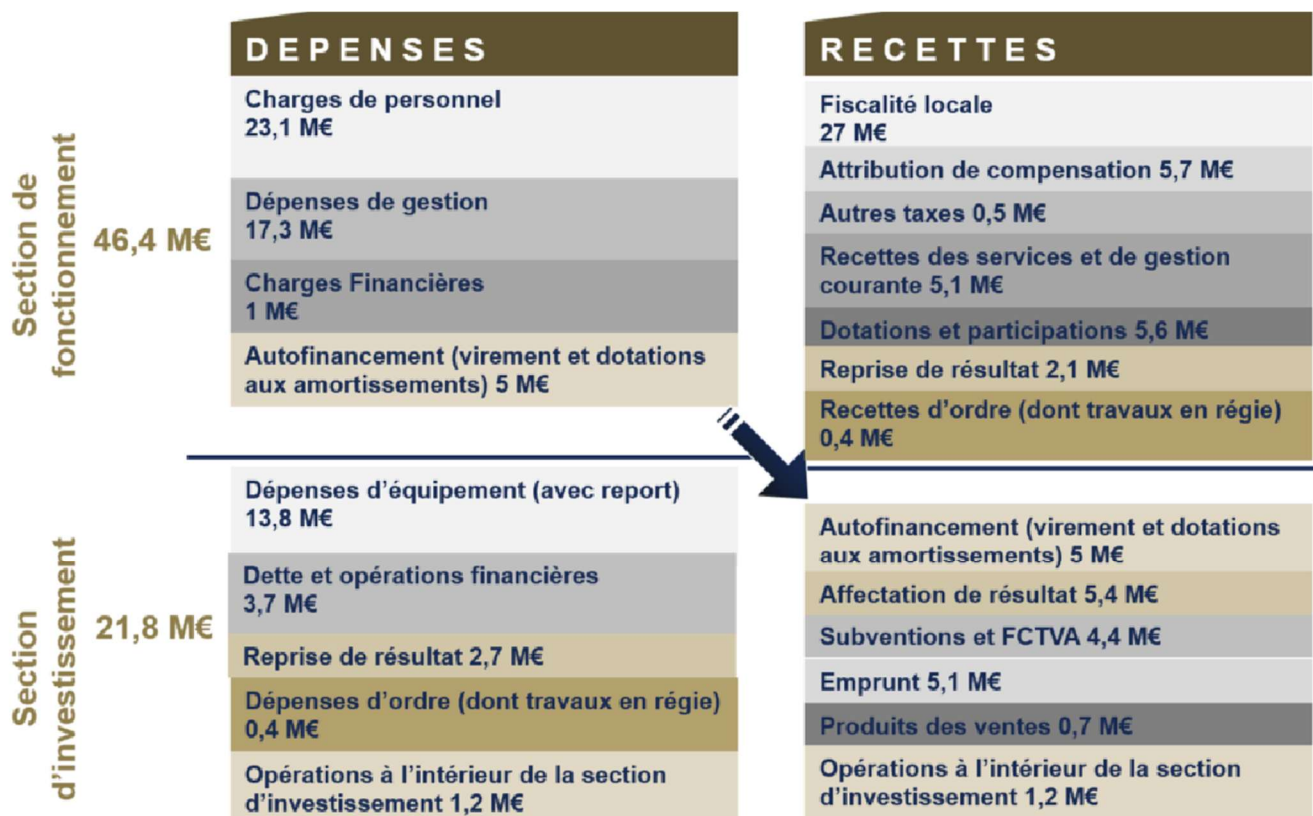 DEPENSES
RECETTES
Section de
fonctionnement
46,4 M€
Charges de personnel
23,1 M€
Dépenses de gestion
17,3 M€
Charges Financières
1 M€
Autofinancement (virement et dotations
aux amortissements) 5 M€
Fiscalité locale
27 M€
Attribution de compensation 5,7 M€
Autres taxes 0,5 M€
Recettes des services et de gestion
courante 5,1 M€
Dotations et participations 5,6 M€
Reprise de résultat 2,1 M€
Recettes d’ordre (dont travaux en régie)
0,4 M€
Section
d’investissement
21,8 M€
Dépenses d’équipement (avec report)
13,8 M€
Dette et opérations financières
3,7 M€
Reprise de résultat 2,7 M€
Dépenses d’ordre (dont travaux en régie)
0,4 M€
Opérations à l’intérieur de la section
d’investissement 1,2 M€
Autofinancement (virement et dotations
aux amortissements) 5 M€
Affectation de résultat 5,4 M€
Subventions et FCTVA 4,4 M€
Emprunt 5,1 M€
Produits des ventes 0,7 M€
Opérations à l’intérieur de la section
d’investissement 1,2 M€